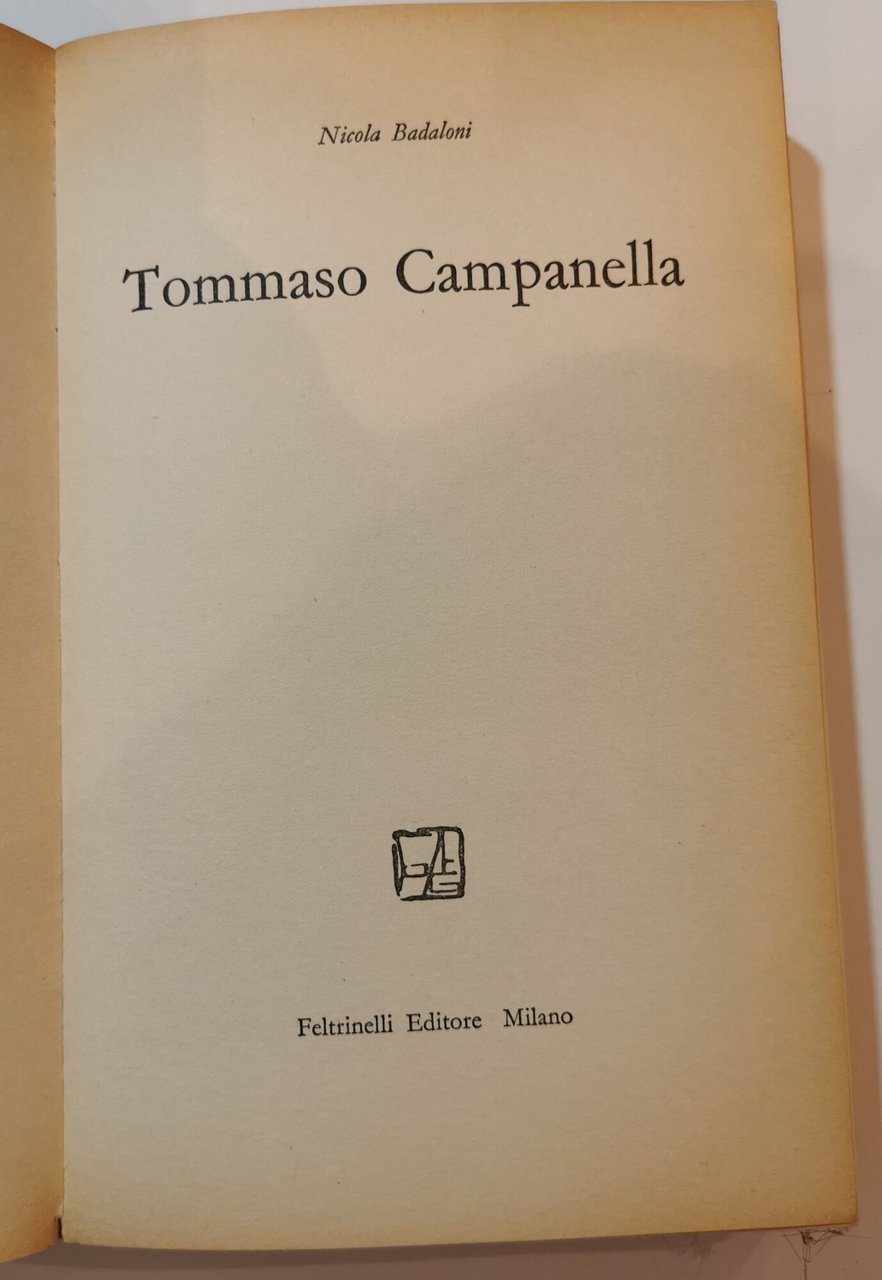 Nicola Badaloni
Tommaso Campanella
Feltrinelli Editore Milano